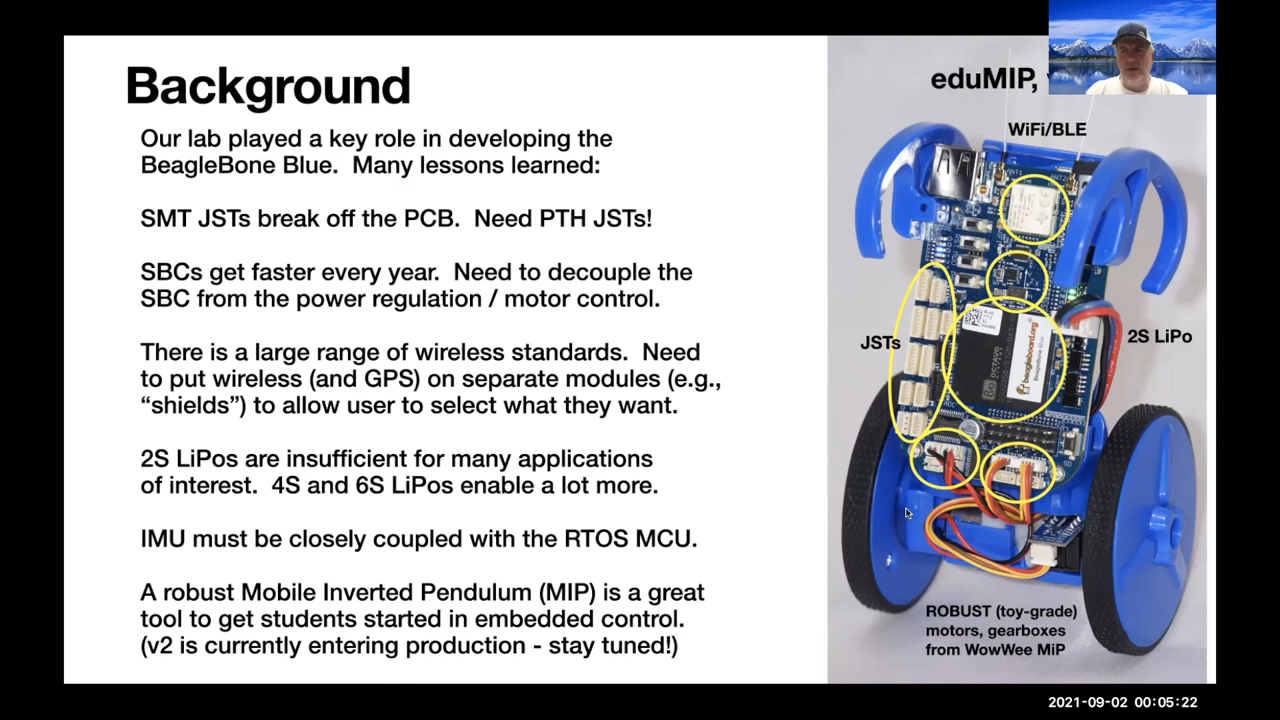 Background
Our lab played a key role in developing the
BeagleBone Blue.  Many lessons learned:
SMT JSTs break off the PCB.  Need PTH JSTs!
SBCs get faster every year.  Need to decouple the
SBC from the power regulation / motor control.
There is a large range of wireless standards.  Need
to put wireless (and GPS) on separate modules (e.g.,
“shields”) to allow user to select what they want.
2S LiPos are insufficient for many applications
of interest.  4S and 6S LiPos enable a lot more.
IMU must be closely coupled with the RTOS MCU.
A robust Mobile Inverted Pendulum (MIP) is a great
tool to get students started in embedded control.
(v2 is currently entering production - stay tuned!)
eduMIP,
WiFi/BLE
ANT1
JSTs
2S LiPo
OCTAVO
beagleboard.org
ROBUST (toy-grade)
motors, gearboxes
from WowWee MiP
2021-09-02 00:05:22